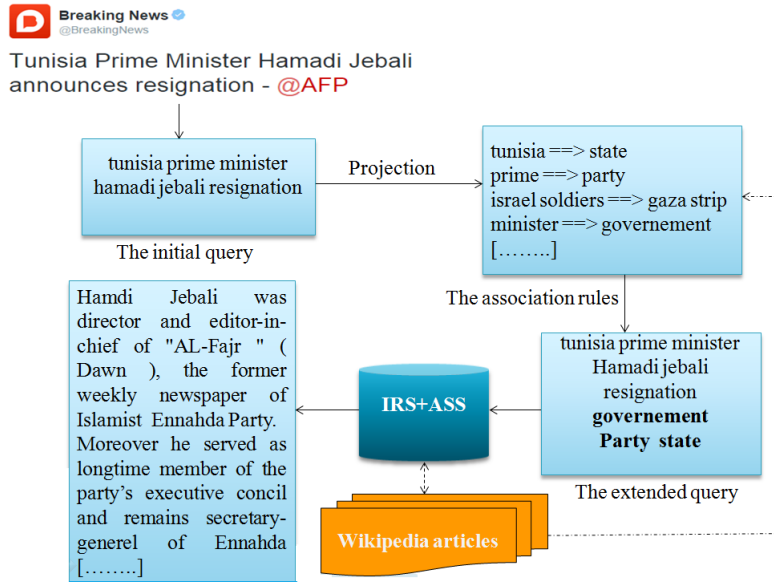 Breaking News
@BreakingNews
Tunisia Prime Minister Hamadi Jebali
announces resignation - @AFP
tunisia prime minister
hamadi jebali resignation
The initial query
Projection
tunisia ==> state
prime ==> party
israel soldiers ==> gaza strip
minister ==> governement
[……..]
The association rules
tunisia prime minister
Hamadi jebali
resignation
governement
Party state
The extended query
IRS+ASS
Wikipedia articles
Hamdi Jebali was
director and editor-in-
chief of "AL-Fajr " (
Dawn ), the former
weekly newspaper of
Islamist Ennahda Party.
Moreover he served as
longtime member of the
party's executive concil
and remains secretary-
generel of Ennahda
[……..]